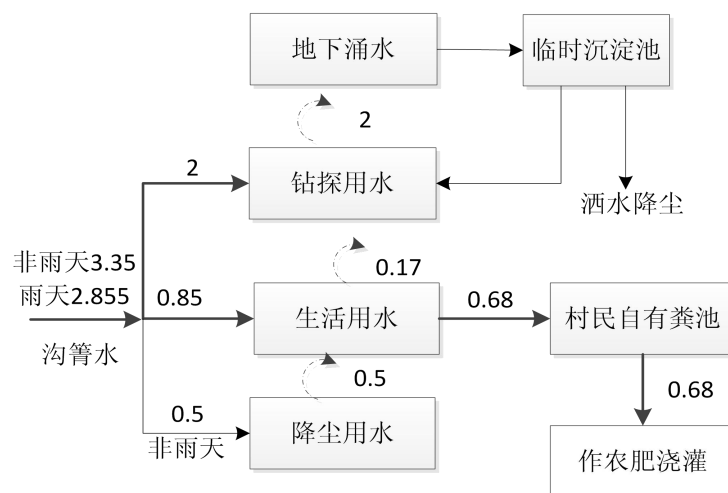 地下涌水
临时沉淀池
2
2
钻探用水
洒水降尘
非雨天3.35
雨天2.855
0.17
0.85
生活用水
0.68
村民自有粪池
沟箐水
0.5
0.68
0.5
降尘用水
非雨天
作农肥浇灌